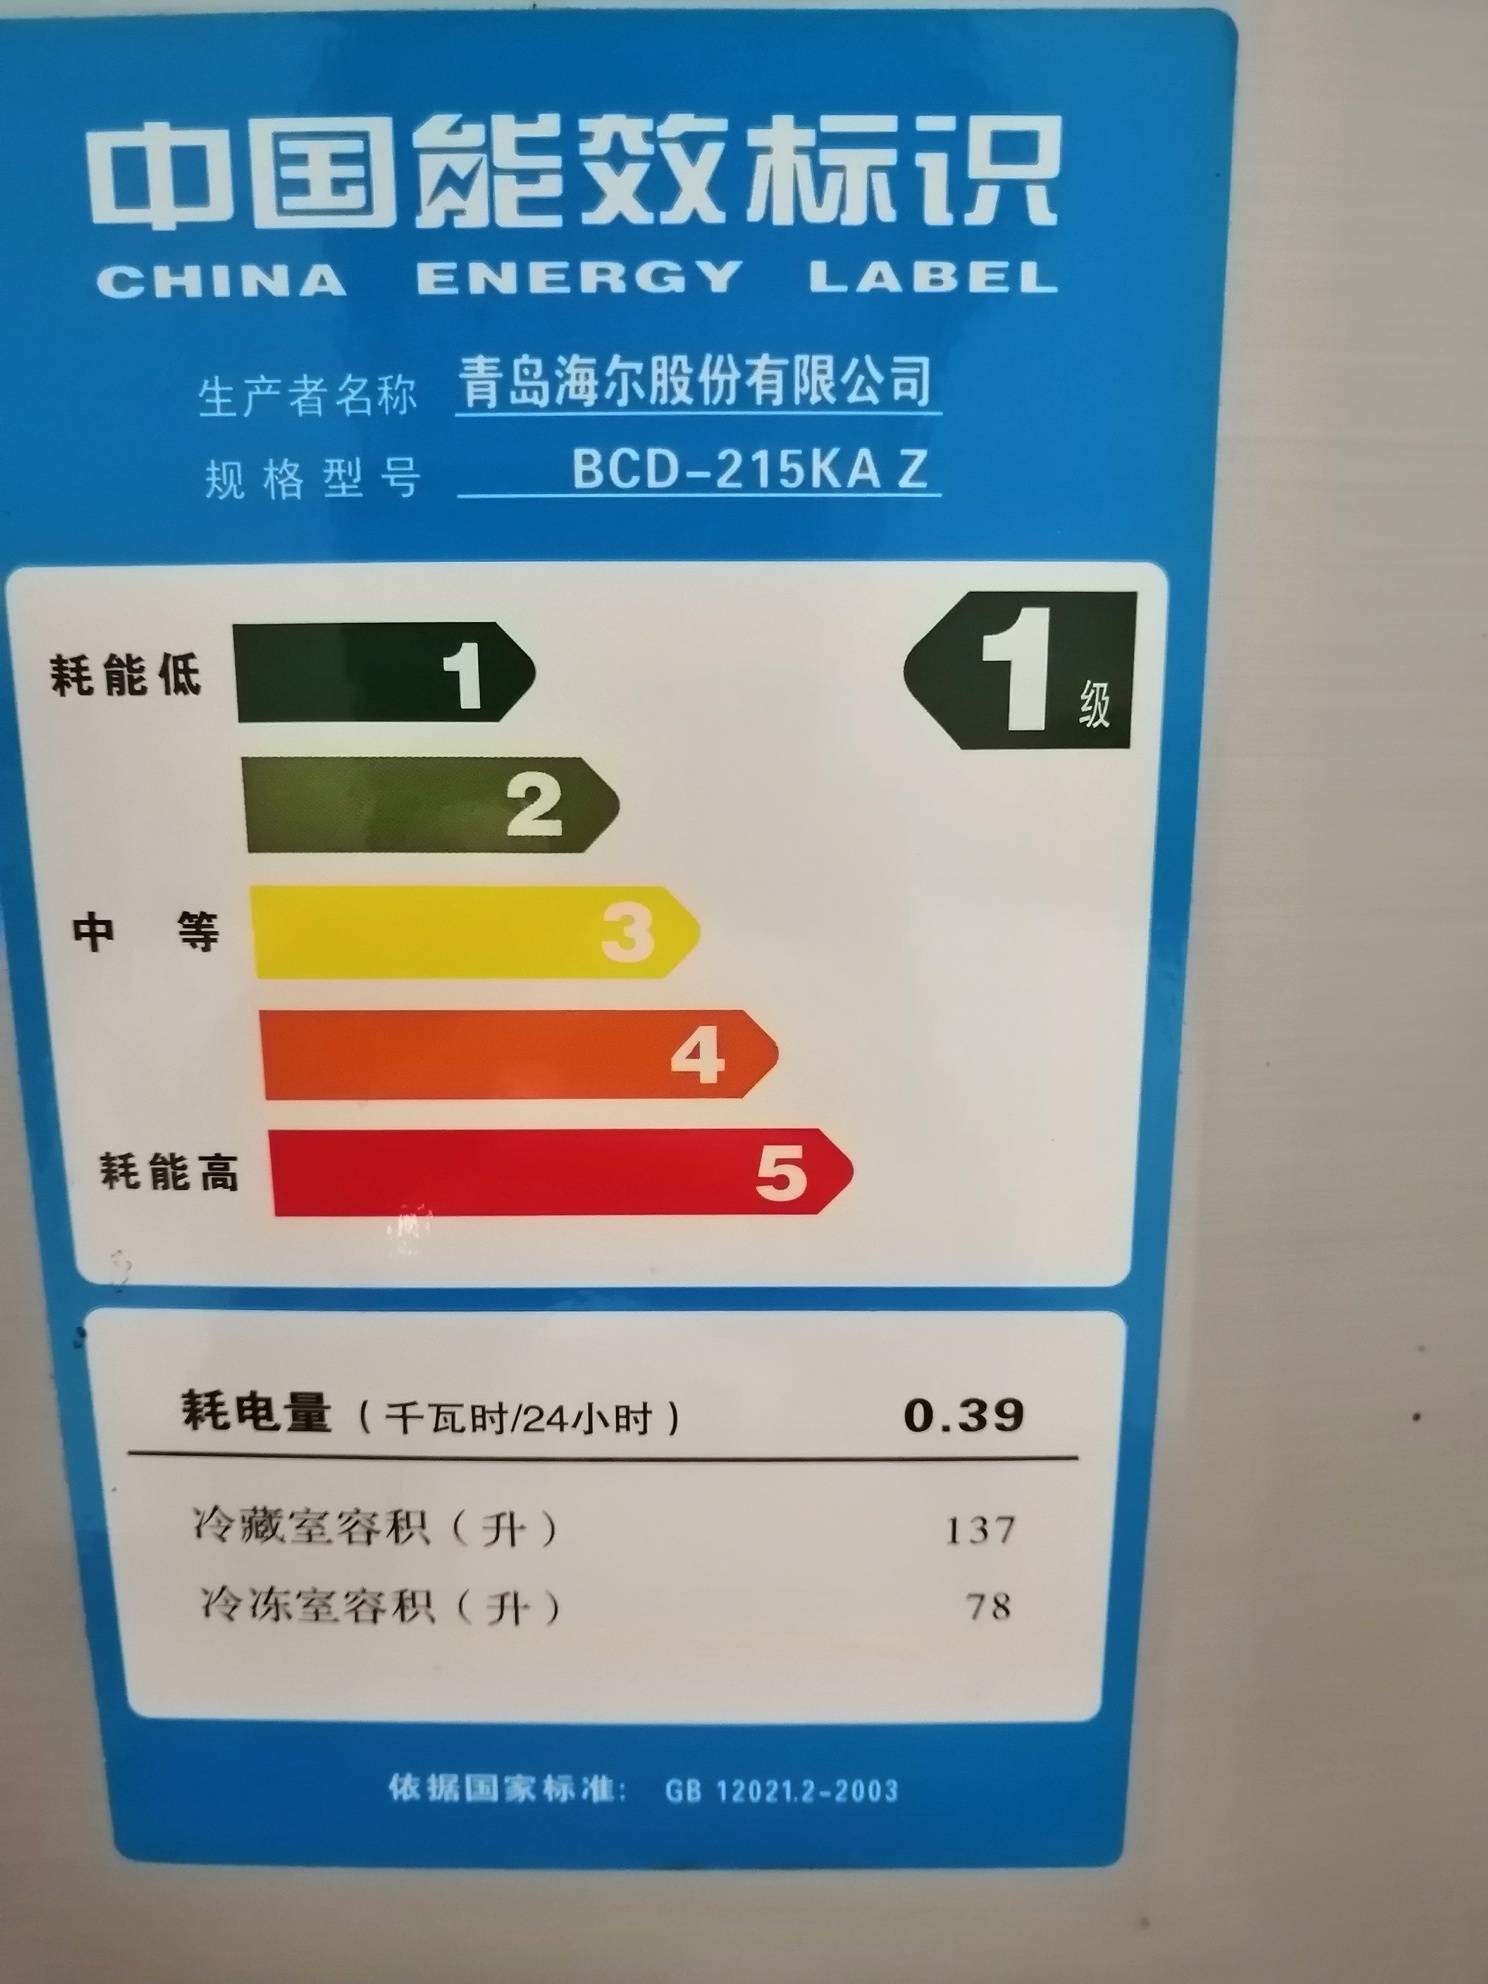 中国能效标识
CHINA ENERGY LABEL
生产者名称 青岛海尔股份有限公司
规格型号 BCD-215KA Z
耗能低 1 1级
2
中等 3
4
耗能高 5
耗电量（千瓦时/24小时） 0.39
冷藏室容积（升） 137
冷冻室容积（升） 78
依据国家标准: GB 12021.2-2003